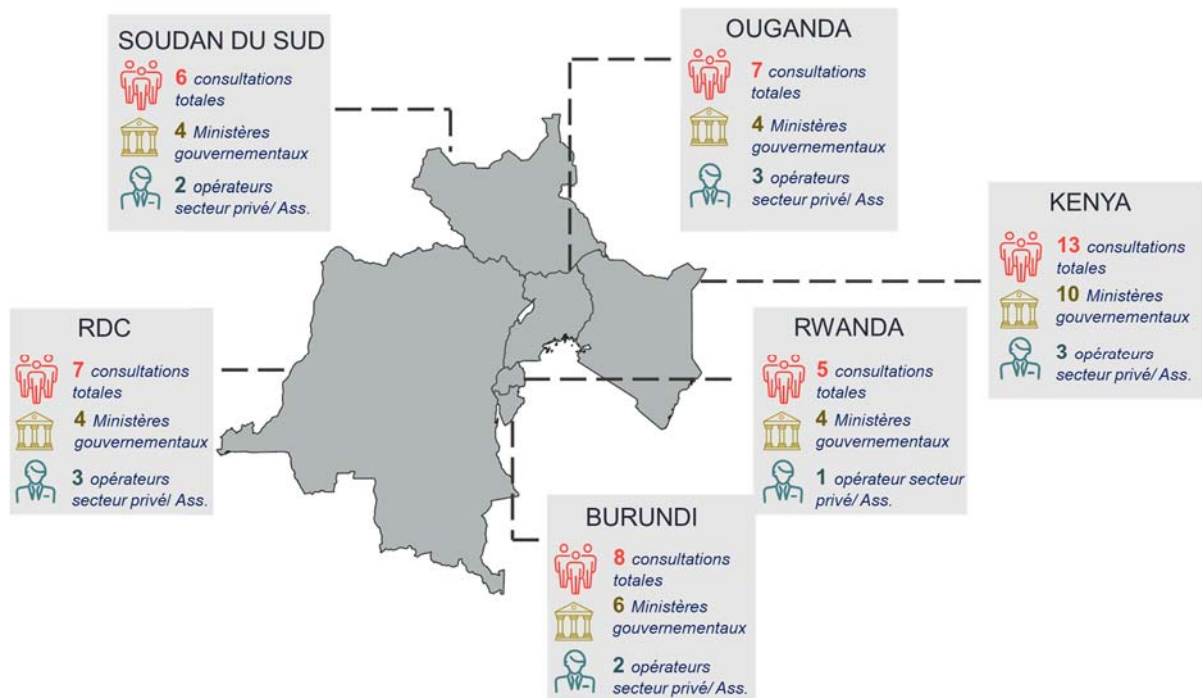 SOUDAN DU SUD
6 consultations
totales
4 Ministères
gouvernementaux
2 opérateurs
secteur privé/ Ass.
OUGANDA
7 consultations
totales
4 Ministères
gouvernementaux
3 opérateurs
secteur privé/ Ass
KENYA
13 consultations
totales
10 Ministères
gouvernementaux
3 opérateurs
secteur privé/ Ass.
RDC
7 consultations
totales
4 Ministères
gouvernementaux
3 opérateurs
secteur privé/ Ass.
RWANDA
5 consultations
totales
4 Ministères
gouvernementaux
1 opérateur secteur
privé/ Ass.
BURUNDI
8 consultations
totales
6 Ministères
gouvernementaux
2 opérateurs
secteur privé/ Ass.